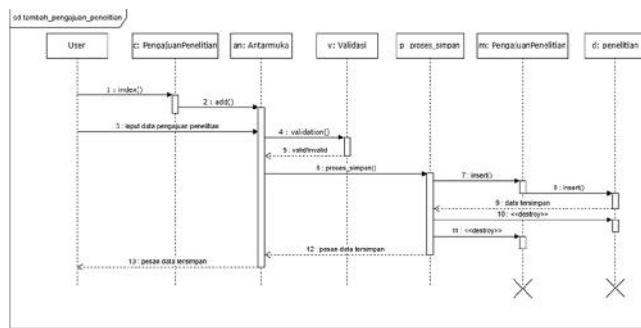 sd tambah_pengajuan_penelitian
User
c: PengajuanPenelitian
an: Antarmuka
v: Validasi
p: proses_simpan
m: PengajuanPenelitian
d: penelitian
1 : index()
2 : add()
3 : input data pengajuan penelitian
4 : validation()
5 : valid/invalid
6 : proses_simpan()
7 : insert()
8 : insert()
9 : data tersimpan
10 : <<destroy>>
11 : <<destroy>>
12 : pesan data tersimpan
13 : pesan data tersimpan